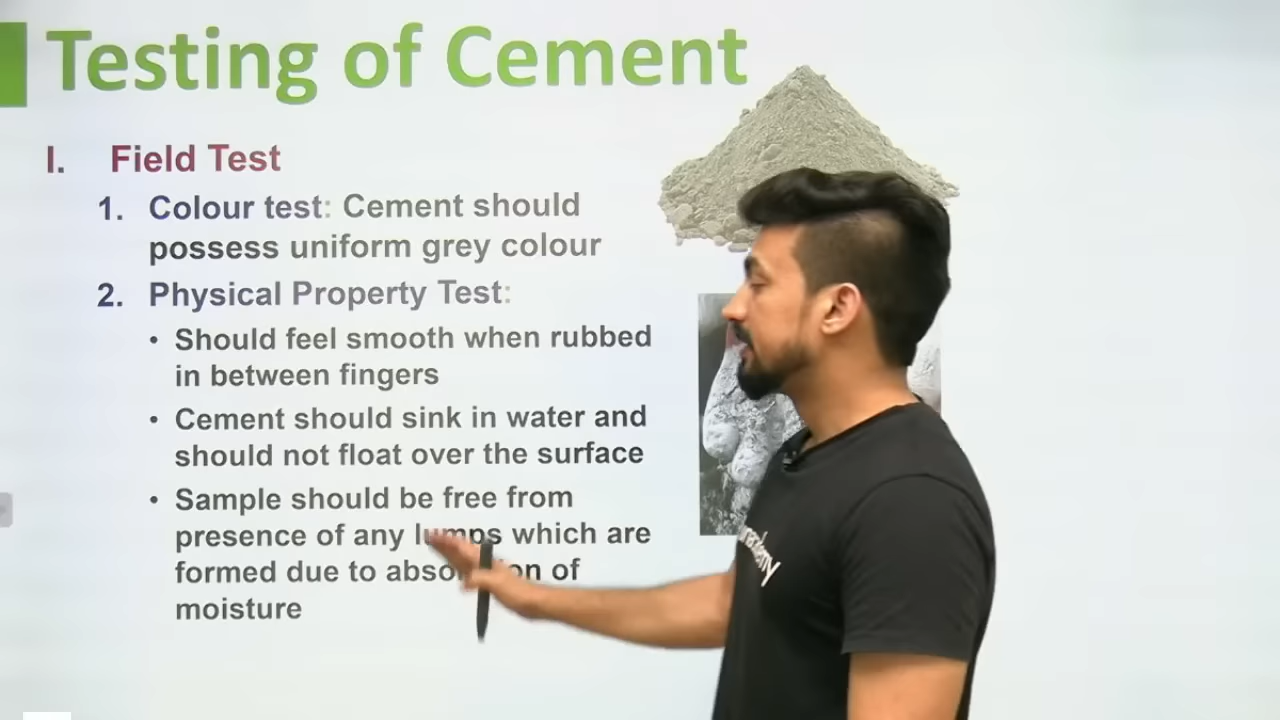 Testing of Cement
I. Field Test
1. Colour test: Cement should
possess uniform grey colour
2. Physical Property Test:
• Should feel smooth when rubbed
in between fingers
• Cement should sink in water and
should not float over the surface
• Sample should be free from
presence of any lumps which are
formed due to of
moisture